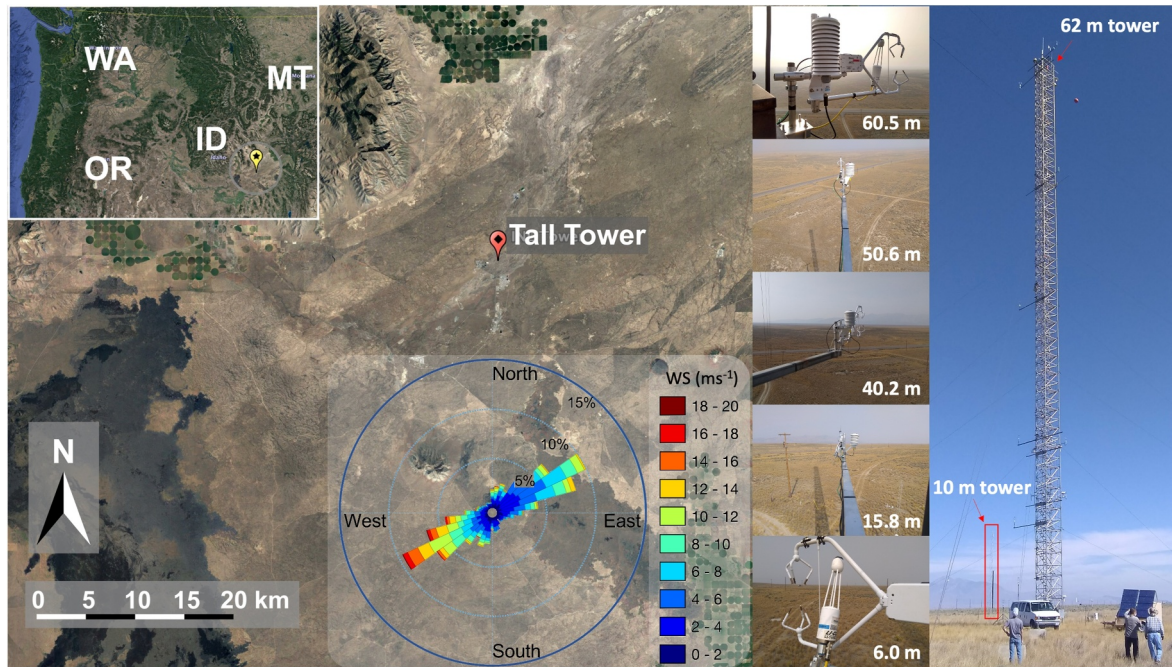 WA
MT
ID
OR
Tall Tower
N
0 5 10 15 20 km
North
15%
10%
5%
West
East
South
WS (ms⁻¹)
18 - 20
16 - 18
14 - 16
12 - 14
10 - 12
8 - 10
6 - 8
4 - 6
2 - 4
0 - 2
60.5 m
50.6 m
40.2 m
15.8 m
6.0 m
62 m tower
10 m tower